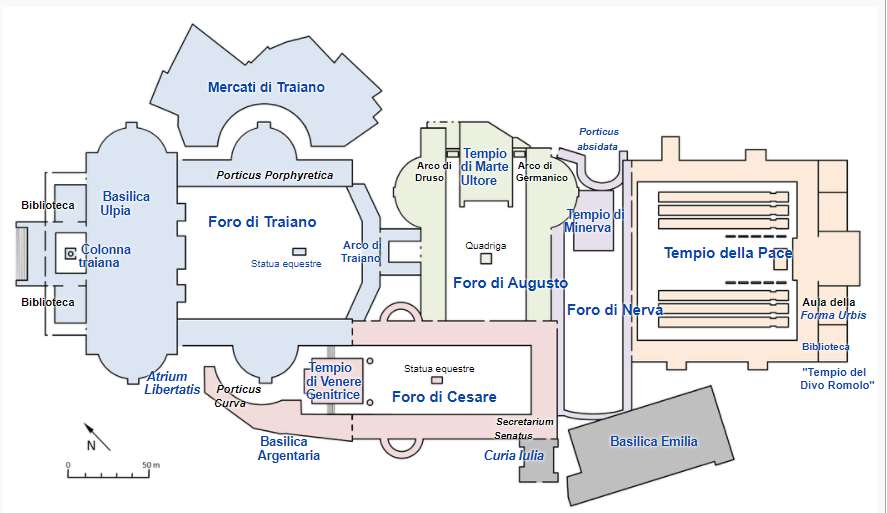 Mercati di Traiano
Porticus
absidata
Arco di
Druso
Tempio
di Marte
Ultore
Arco di
Germanico
Porticus Porphyretica
Biblioteca
Basilica
Ulpia
Foro di Traiano
Tempio di
Minerva
Colonna
traiana
Statua equestre
Arco di
Traiano
Quadriga
Tempio della Pace
Foro di Augusto
Biblioteca
Foro di Nerva
Aula della
Forma Urbis
Biblioteca
Atrium
Libertatis
Porticus
Curva
Tempio
di Venere
Genitrice
Statua equestre
Foro di Cesare
"Tempio del
Divo Romolo"
Secretarium
Senatus
Basilica
Argentaria
Curia Iulia
Basilica Emilia
N
0 50 m